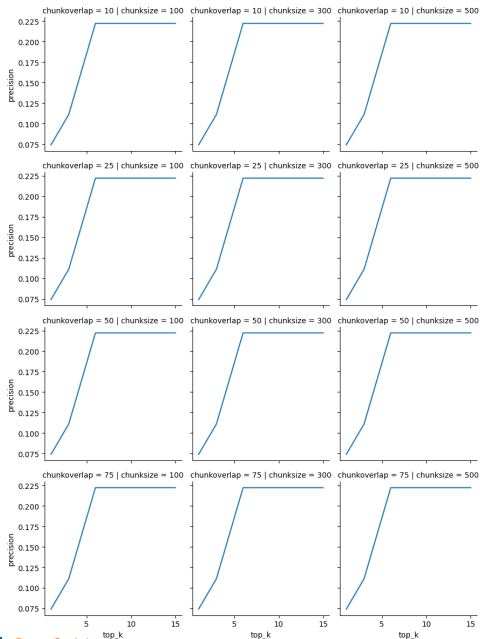 chunkoverlap = 10 | chunksize = 100 chunkoverlap = 10 | chunksize = 300 chunkoverlap = 10 | chunksize = 500
0.225
0.200
0.175
0.150
0.125
0.100
0.075
precision
chunkoverlap = 25 | chunksize = 100 chunkoverlap = 25 | chunksize = 300 chunkoverlap = 25 | chunksize = 500
0.225
0.200
0.175
0.150
0.125
0.100
0.075
precision
chunkoverlap = 50 | chunksize = 100 chunkoverlap = 50 | chunksize = 300 chunkoverlap = 50 | chunksize = 500
0.225
0.200
0.175
0.150
0.125
0.100
0.075
precision
chunkoverlap = 75 | chunksize = 100 chunkoverlap = 75 | chunksize = 300 chunkoverlap = 75 | chunksize = 500
0.225
0.200
0.175
0.150
0.125
0.100
0.075
precision
5 10 15 5 10 15 5 10 15
top_k top_k top_k